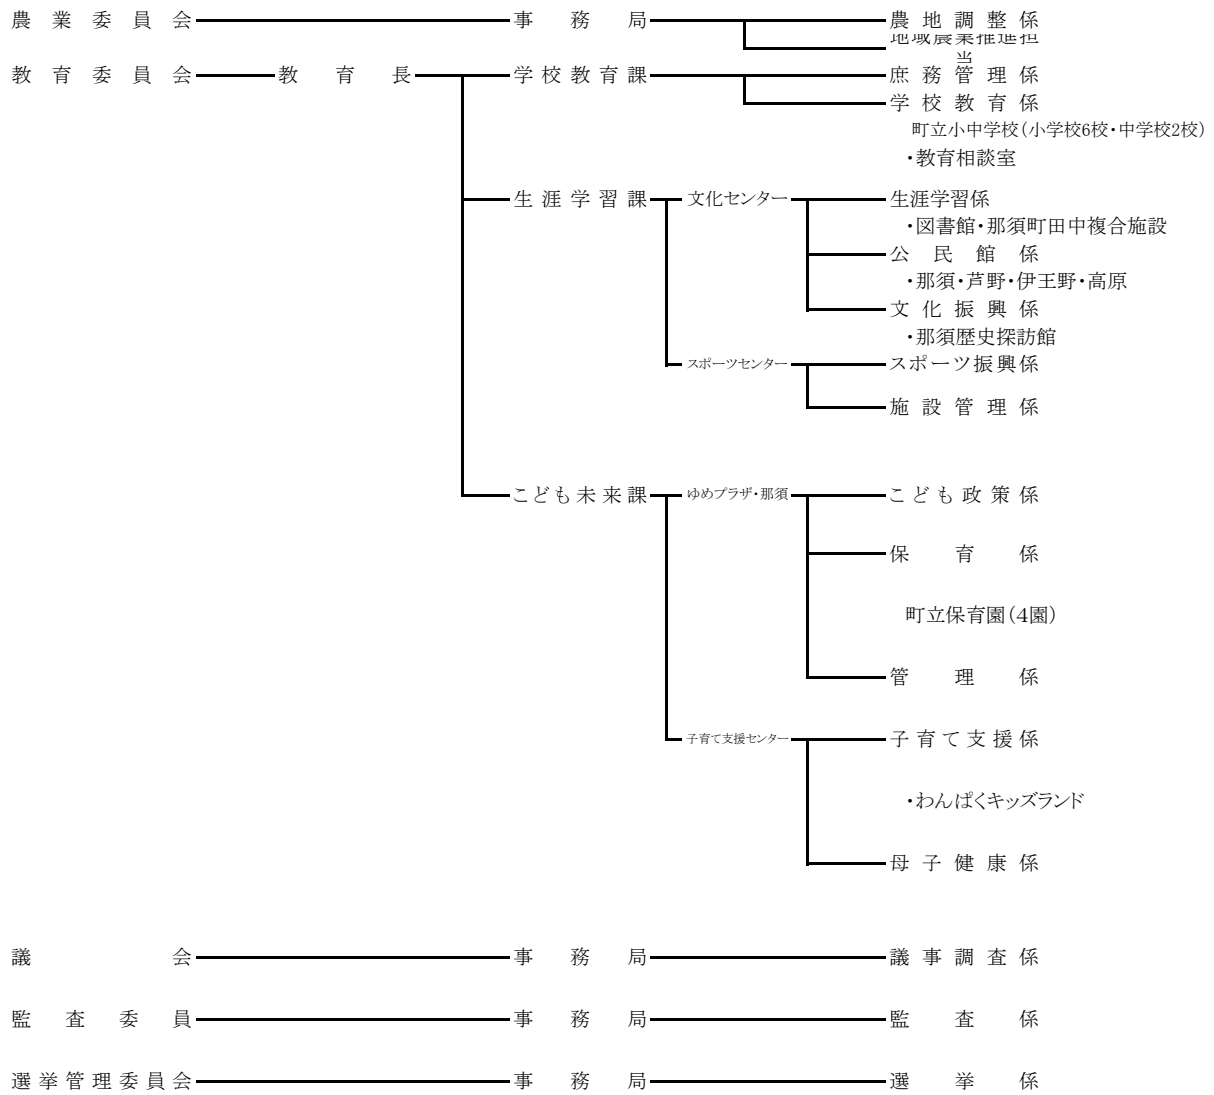 農業委員会 事務局 農地調整係
地域農業推進担
当
教育委員会 教育長 学校教育課 庶務管理係
学校教育係
町立小中学校(小学校6校・中学校2校)
・教育相談室
生涯学習課 文化センター 生涯学習係
・図書館・那須町田中複合施設
公民館係
・那須・芦野・伊王野・高原
文化振興係
・那須歴史探訪館
スポーツセンター スポーツ振興係
施設管理係
こども未来課 ゆめプラザ・那須 こども政策係
保育係
町立保育園(4園)
管理係
子育て支援センター 子育て支援係
・わんぱくキッズランド
母子健康係
議会 事務局 議事調査係
監査委員 事務局 監査係
選挙管理委員会 事務局 選挙係